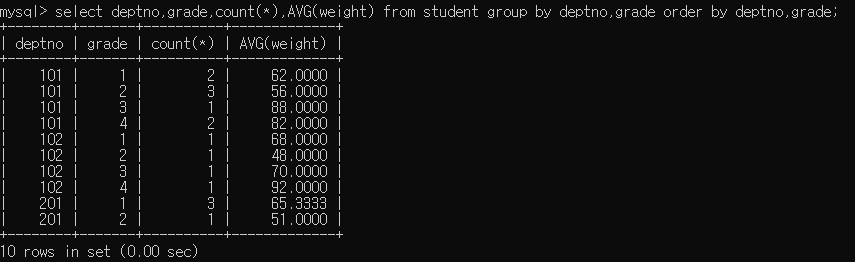 mysql> select deptno,grade,count(*),AVG(weight) from student group by deptno,grade order by deptno,grade;
+--------+-------+----------+-------------+
| deptno | grade | count(*) | AVG(weight) |
+--------+-------+----------+-------------+
|    101 |     1 |        2 |     62.0000 |
|    101 |     2 |        3 |     56.0000 |
|    101 |     3 |        1 |     88.0000 |
|    101 |     4 |        2 |     82.0000 |
|    102 |     1 |        1 |     68.0000 |
|    102 |     2 |        1 |     48.0000 |
|    102 |     3 |        1 |     70.0000 |
|    102 |     4 |        1 |     92.0000 |
|    201 |     1 |        3 |     65.3333 |
|    201 |     2 |        1 |     51.0000 |
+--------+-------+----------+-------------+
10 rows in set (0.00 sec)